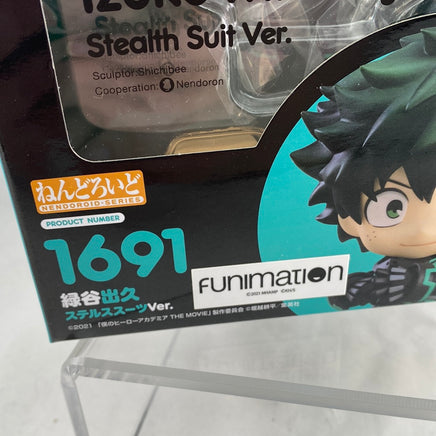 Stealth Suit Ver.
Sculptor:Shichibee
Cooperation: Nendoron
ねんどろいど
NENDOROID-SERIES
PRODUCT NUMBER
1691
FUNIMATION
緑谷出久
ステルススーツVer.
©2021 「僕のヒーローアカデミア THE MOVIE」製作委員会 ©堀越耕平／集英社